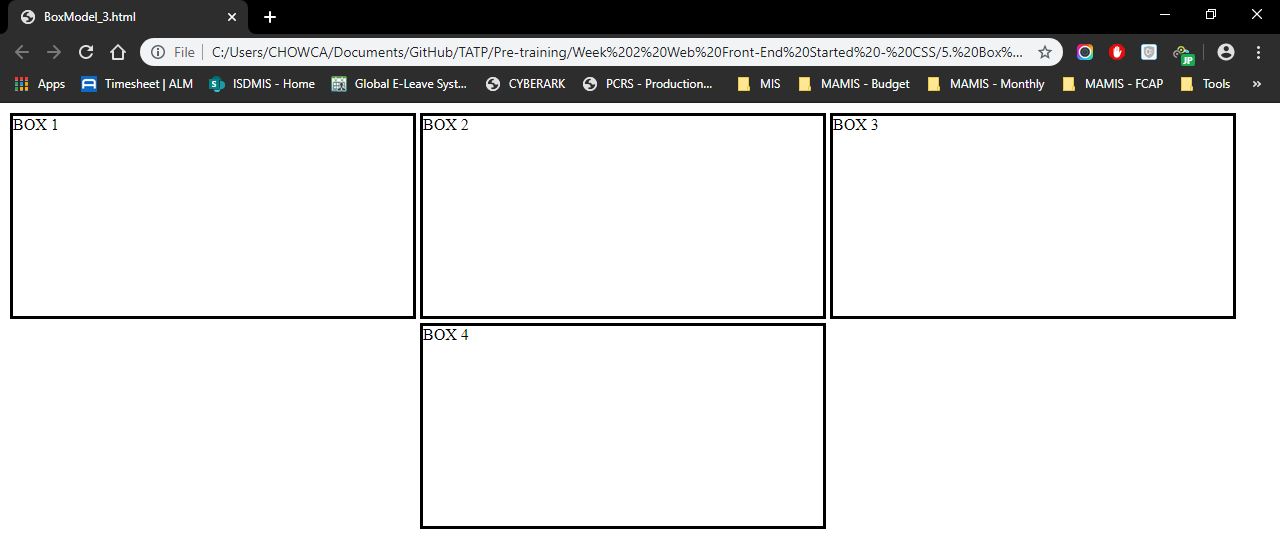 BoxModel_3.html
File C:/Users/CHOWCA/Documents/GitHub/TATP/Pre-training/Week%202%20Web%20Front-End%20Started%20-%20CSS/5.%20Box%...
JP
Apps Timesheet | ALM ISDMIS - Home Global E-Leave Syst... CYBERARK PCRS - Production... MIS MAMIS - Budget MAMIS - Monthly MAMIS - FCAP Tools »
BOX 1 BOX 2 BOX 3
BOX 4